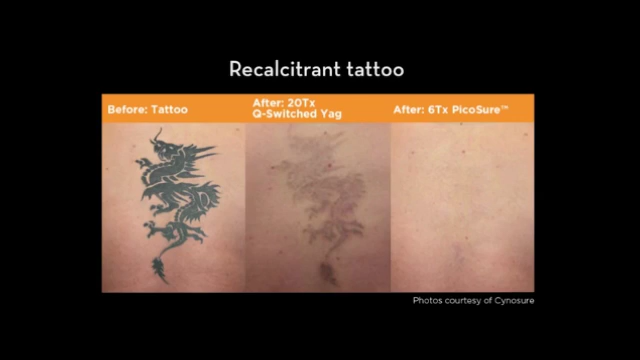 Recalcitrant tattoo
Before: Tattoo
After: 20Tx
Q-Switched Yag
After: 6Tx PicoSure™
Photos courtesy of Cynosure